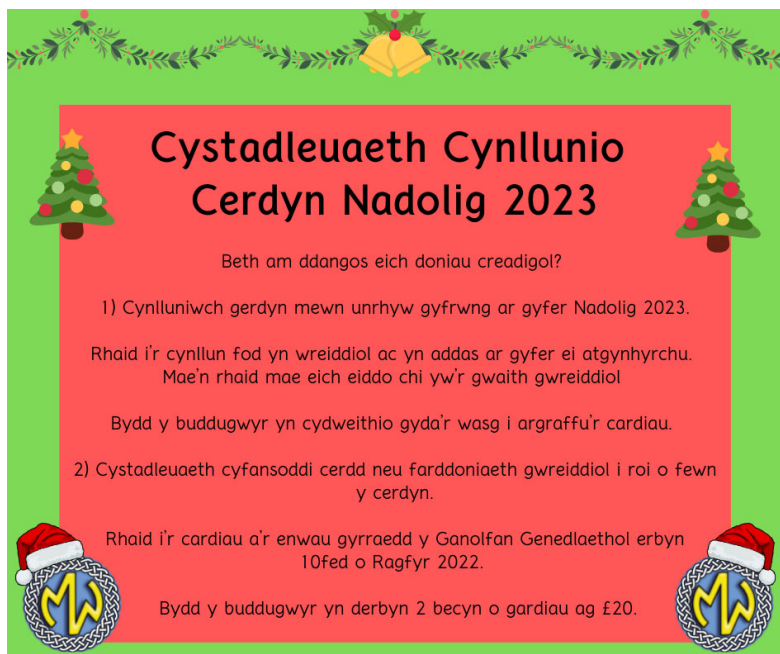 Cystadleuaeth Cynllunio
Cerdyn Nadolig 2023
Beth am ddangos eich doniau creadigol?
1) Cynlluniwch gerdyn mewn unrhyw gyfrwng ar gyfer Nadolig 2023.
Rhaid i'r cynllun fod yn wreiddiol ac yn addas ar gyfer ei atgynhyrchu.
Mae'n rhaid mae eich eiddo chi yw'r gwaith gwreiddiol
Bydd y buddugwyr yn cydweithio gyda'r wasg i argraffu'r cardiau.
2) Cystadleuaeth cyfansoddi cerdd neu farddoniaeth gwreiddiol i roi o fewn
y cerdyn.
Rhaid i'r cardiau a'r enwau gyrraedd y Ganolfan Genedlaethol erbyn
10fed o Ragfyr 2022.
Bydd y buddugwyr yn derbyn 2 becyn o gardiau ag £20.
MW
MW